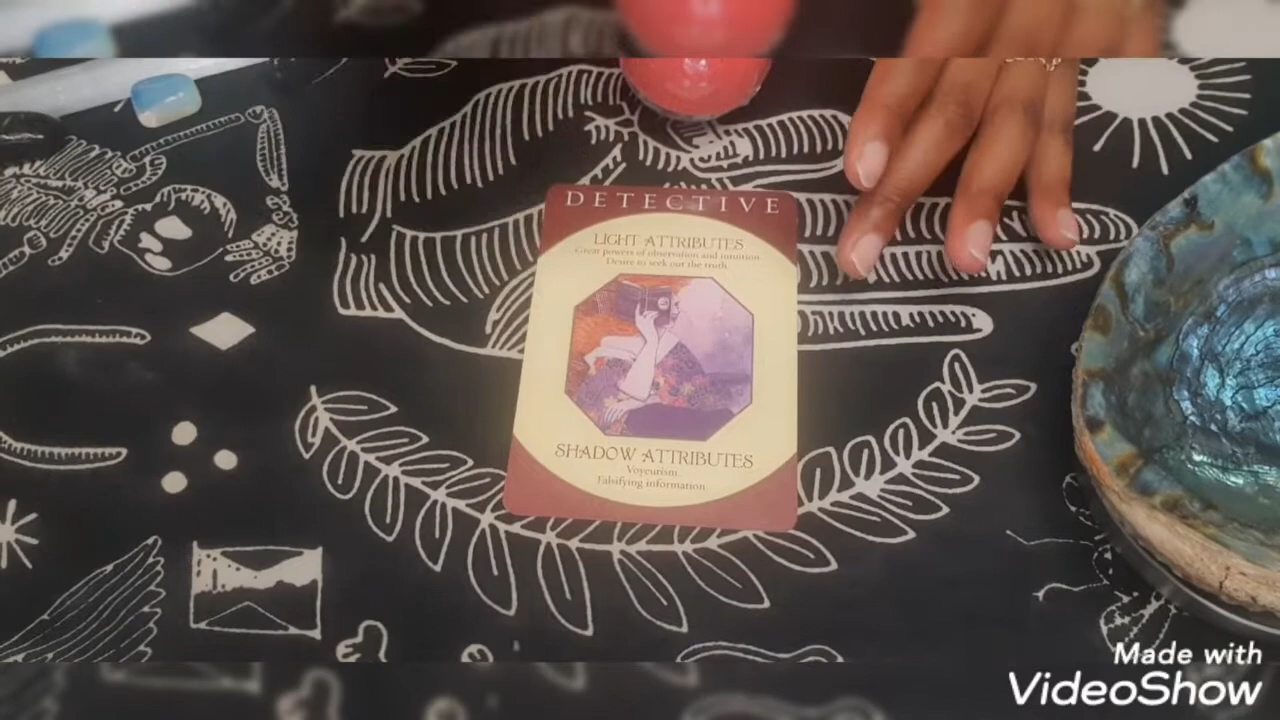 DETECTIVE
LIGHT ATTRIBUTES
Great powers of observation and intuition.
Desire to seek out the truth.
SHADOW ATTRIBUTES
Voyeurism.
Falsifying information.
Made with
VideoShow